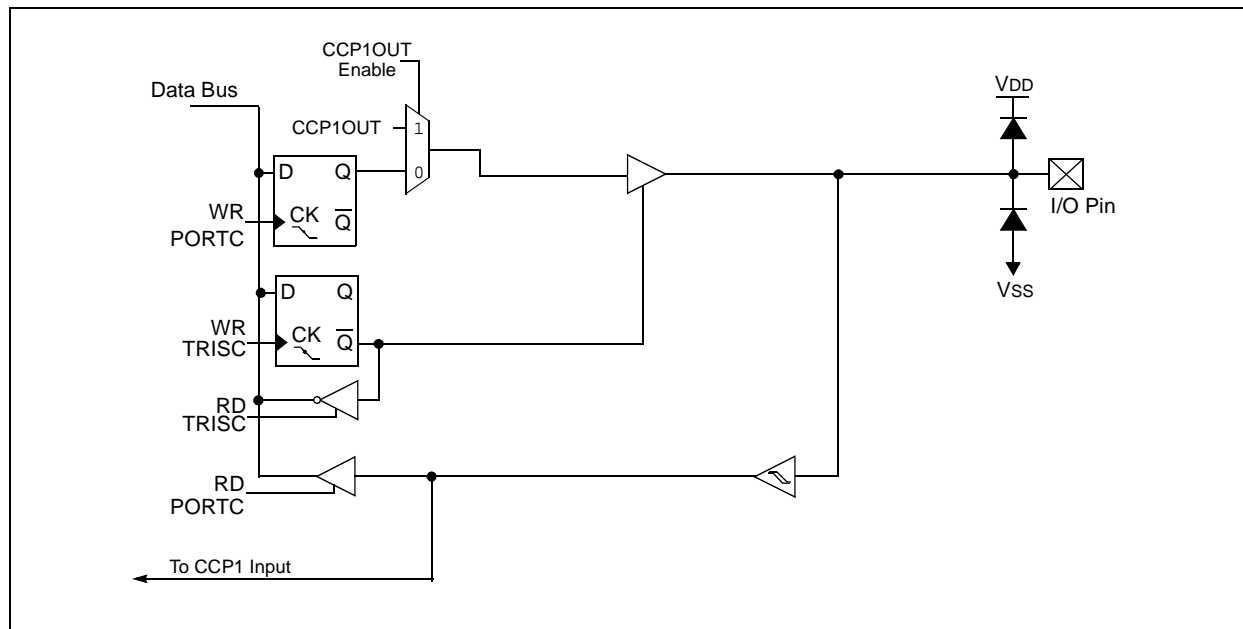 CCP1OUT
Enable
Data Bus
VDD
CCP1OUT
1
0
D
Q
CK
Q̅
WR
PORTC
I/O Pin
VSS
D
Q
CK
Q̅
WR
TRISC
RD
TRISC
RD
PORTC
To CCP1 Input